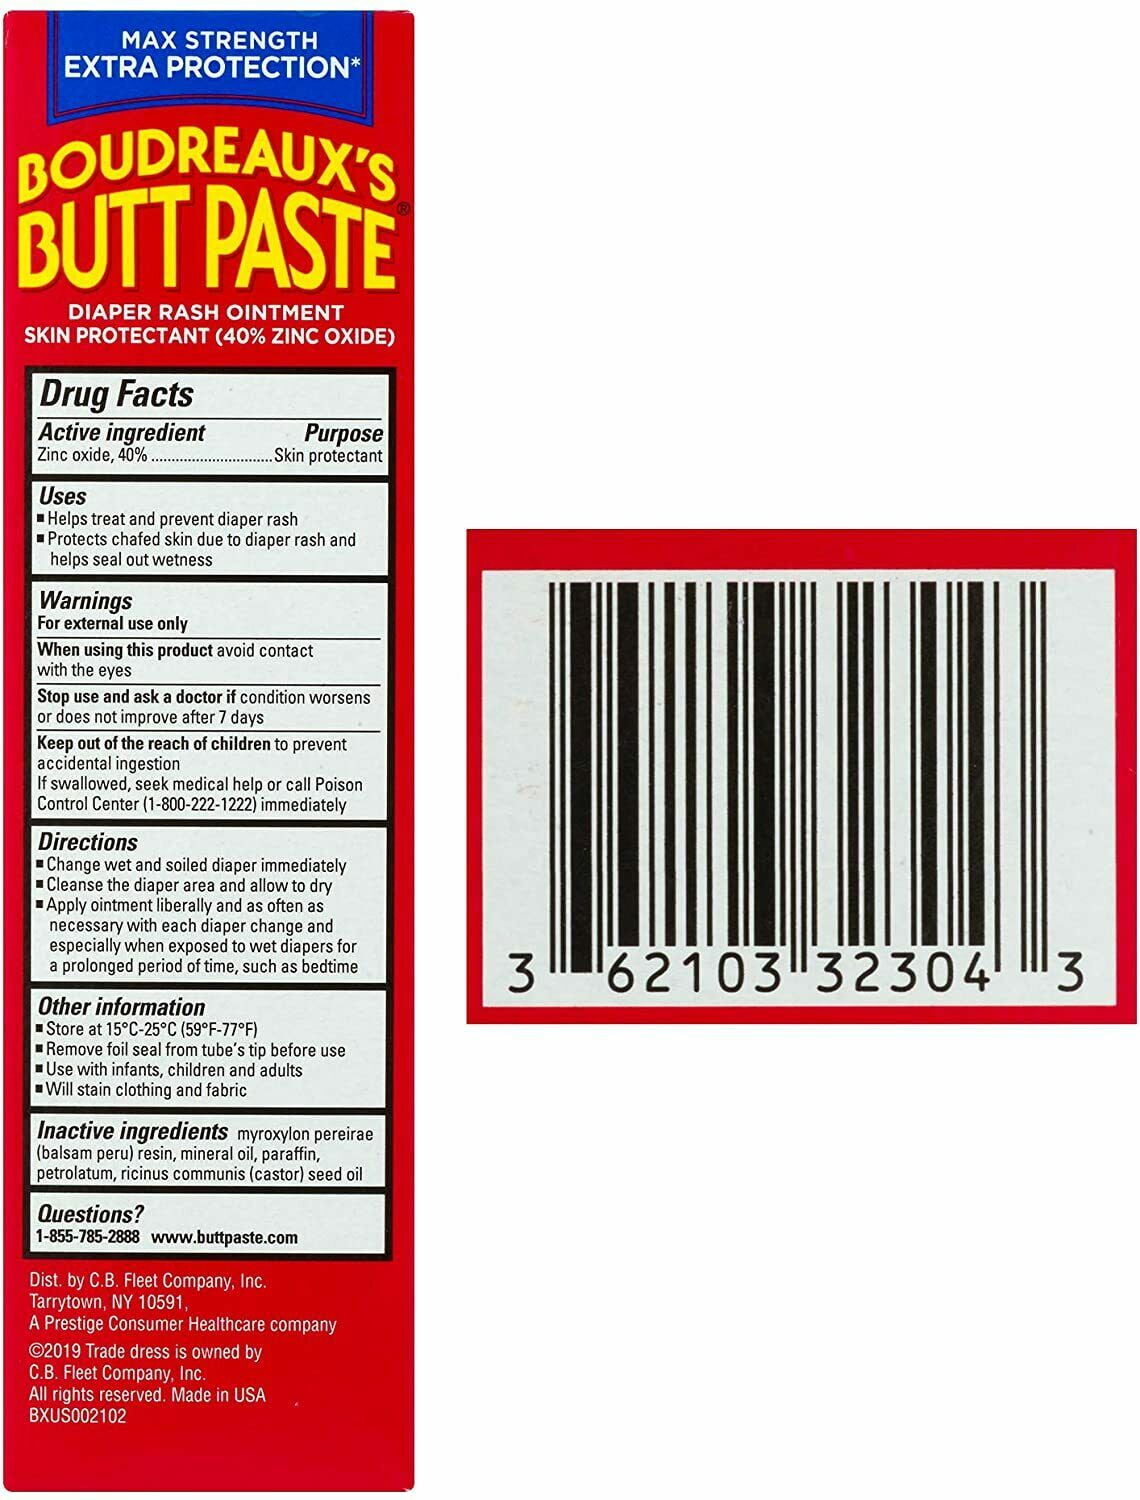 MAX STRENGTH
EXTRA PROTECTION*
BOUDREAUX'S
BUTT PASTE®
DIAPER RASH OINTMENT
SKIN PROTECTANT (40% ZINC OXIDE)
Drug Facts
Active ingredient Purpose
Zinc oxide, 40% .............................. Skin protectant
Uses
▪ Helps treat and prevent diaper rash
▪ Protects chafed skin due to diaper rash and
helps seal out wetness
Warnings
For external use only
When using this product avoid contact
with the eyes
Stop use and ask a doctor if condition worsens
or does not improve after 7 days
Keep out of the reach of children to prevent
accidental ingestion
If swallowed, seek medical help or call Poison
Control Center (1-800-222-1222) immediately
Directions
▪ Change wet and soiled diaper immediately
▪ Cleanse the diaper area and allow to dry
▪ Apply ointment liberally and as often as
necessary with each diaper change and
especially when exposed to wet diapers for
a prolonged period of time, such as bedtime
Other information
▪ Store at 15°C-25°C (59°F-77°F)
▪ Remove foil seal from tube's tip before use
▪ Use with infants, children and adults
▪ Will stain clothing and fabric
Inactive ingredients myroxylon pereirae
(balsam peru) resin, mineral oil, paraffin,
petrolatum, ricinus communis (castor) seed oil
Questions?
1-855-785-2888 www.buttpaste.com
Dist. by C.B. Fleet Company, Inc.
Tarrytown, NY 10591,
A Prestige Consumer Healthcare company
©2019 Trade dress is owned by
C.B. Fleet Company, Inc.
All rights reserved. Made in USA
BXUS002102
3 62103 32304 3